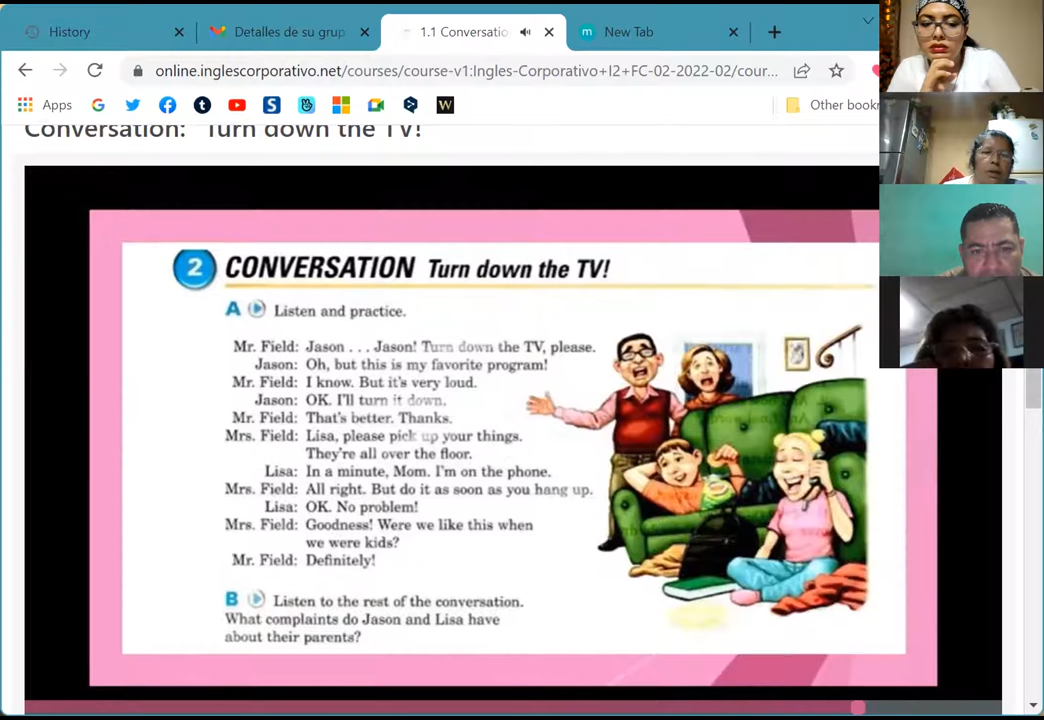 History
Detalles de su grup
1.1 Conversatio
New Tab
online.inglescorporativo.net/courses/course-v1:Ingles-Corporativo+I2+FC-02-2022-02/cour...
Apps
Other bookr
Conversation: "Turn down the TV!
2 CONVERSATION Turn down the TV!
A Listen and practice.
Mr. Field: Jason . . . Jason! Turn down the TV, please.
Jason: Oh, but this is my favorite program!
Mr. Field: I know. But it's very loud.
Jason: OK. I'll turn it down.
Mr. Field: That's better. Thanks.
Mrs. Field: Lisa, please pick up your things.
They're all over the floor.
Lisa: In a minute, Mom. I'm on the phone.
Mrs. Field: All right. But do it as soon as you hang up.
Lisa: OK. No problem!
Mrs. Field: Goodness! Were we like this when
we were kids?
Mr. Field: Definitely!
B Listen to the rest of the conversation.
What complaints do Jason and Lisa have
about their parents?